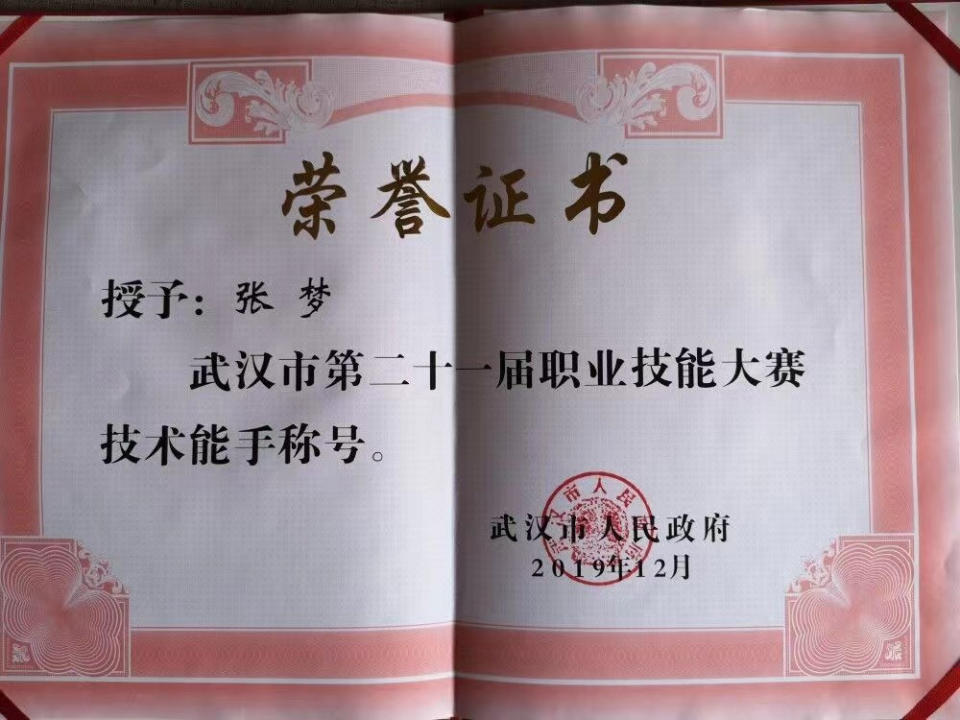 荣誉证书
授予：张梦
武汉市第二十一届职业技能大赛
技术能手称号。
武汉市人民政府
2019年12月